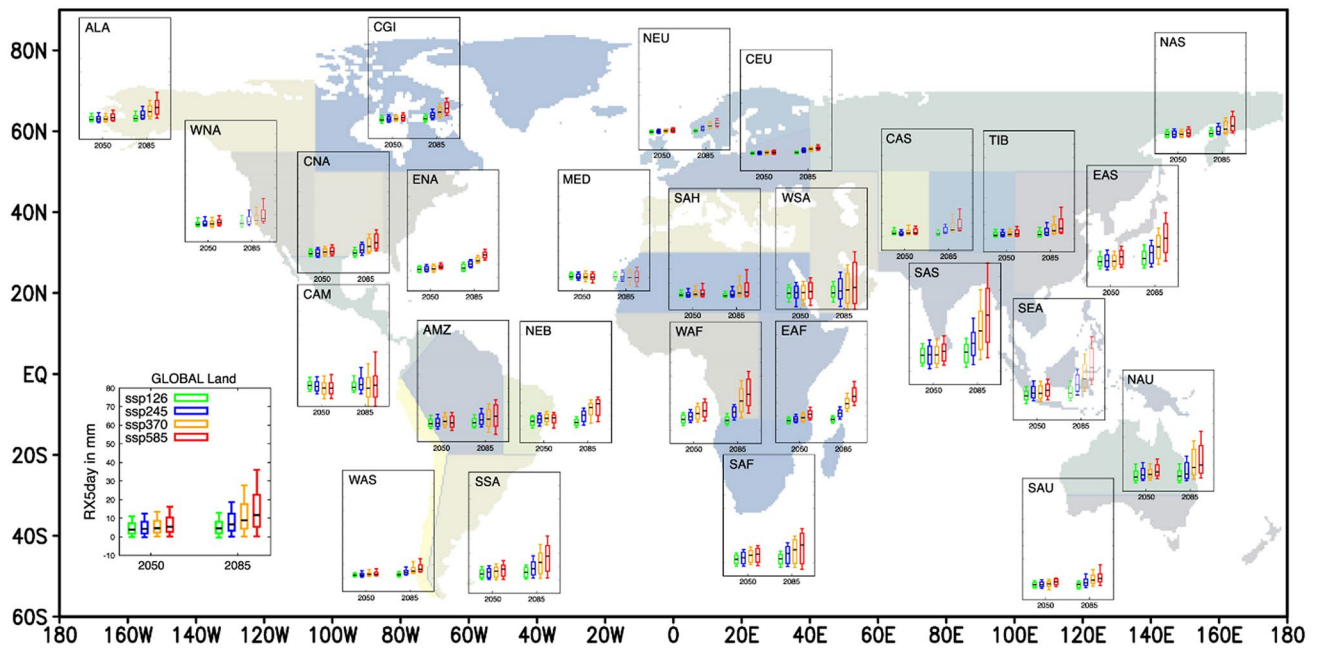 80N
60N
40N
20N
EQ
20S
40S
60S
180
160W
140W
120W
100W
80W
60W
40W
20W
0
20E
40E
60E
80E
100E
120E
140E
160E
180
ALA
2050 2085
CGI
2050 2085
NEU
2050 2085
CEU
2050 2085
NAS
2050 2085
WNA
2050 2085
CNA
2050 2085
ENA
2050 2085
MED
2050 2085
SAH
2050 2085
WSA
2050 2085
CAS
2050 2085
TIB
2050 2085
EAS
2050 2085
CAM
2050 2085
AMZ
2050 2085
NEB
2050 2085
WAF
2050 2085
EAF
2050 2085
SAS
2050 2085
SEA
2050 2085
NAU
2050 2085
WAS
2050 2085
SSA
2050 2085
SAF
2050 2085
SAU
2050 2085
GLOBAL Land
ssp126
ssp245
ssp370
ssp585
RX5day in mm
80
70
60
50
40
30
20
10
0
-10
2050 2085